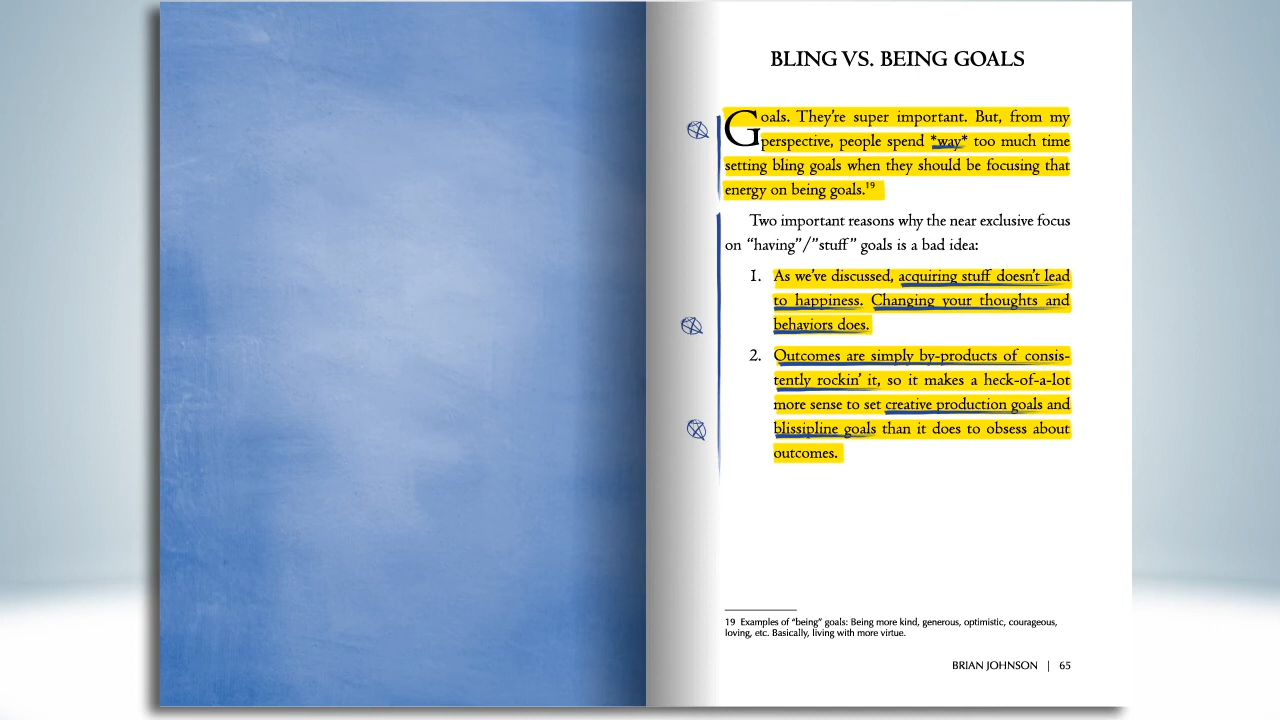 BLING VS. BEING GOALS
Goals. They're super important. But, from my
perspective, people spend *way* too much time
setting bling goals when they should be focusing that
energy on being goals.19
Two important reasons why the near exclusive focus
on “having”/”stuff” goals is a bad idea:
1. As we've discussed, acquiring stuff doesn't lead
to happiness. Changing your thoughts and
behaviors does.
2. Outcomes are simply by-products of consis-
tently rockin' it, so it makes a heck-of-a-lot
more sense to set creative production goals and
blissipline goals than it does to obsess about
outcomes.
19 Examples of “being” goals: Being more kind, generous, optimistic, courageous,
loving, etc. Basically, living with more virtue.
BRIAN JOHNSON | 65